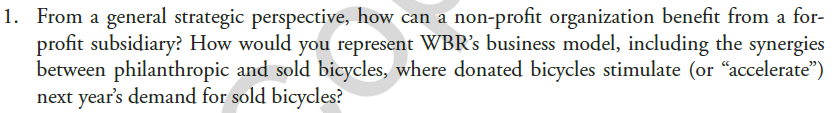 1. From a general strategic perspective, how can a non-profit organization benefit from a for-
profit subsidiary? How would you represent WBR's business model, including the synergies
between philanthropic and sold bicycles, where donated bicycles stimulate (or “accelerate”)
next year's demand for sold bicycles?